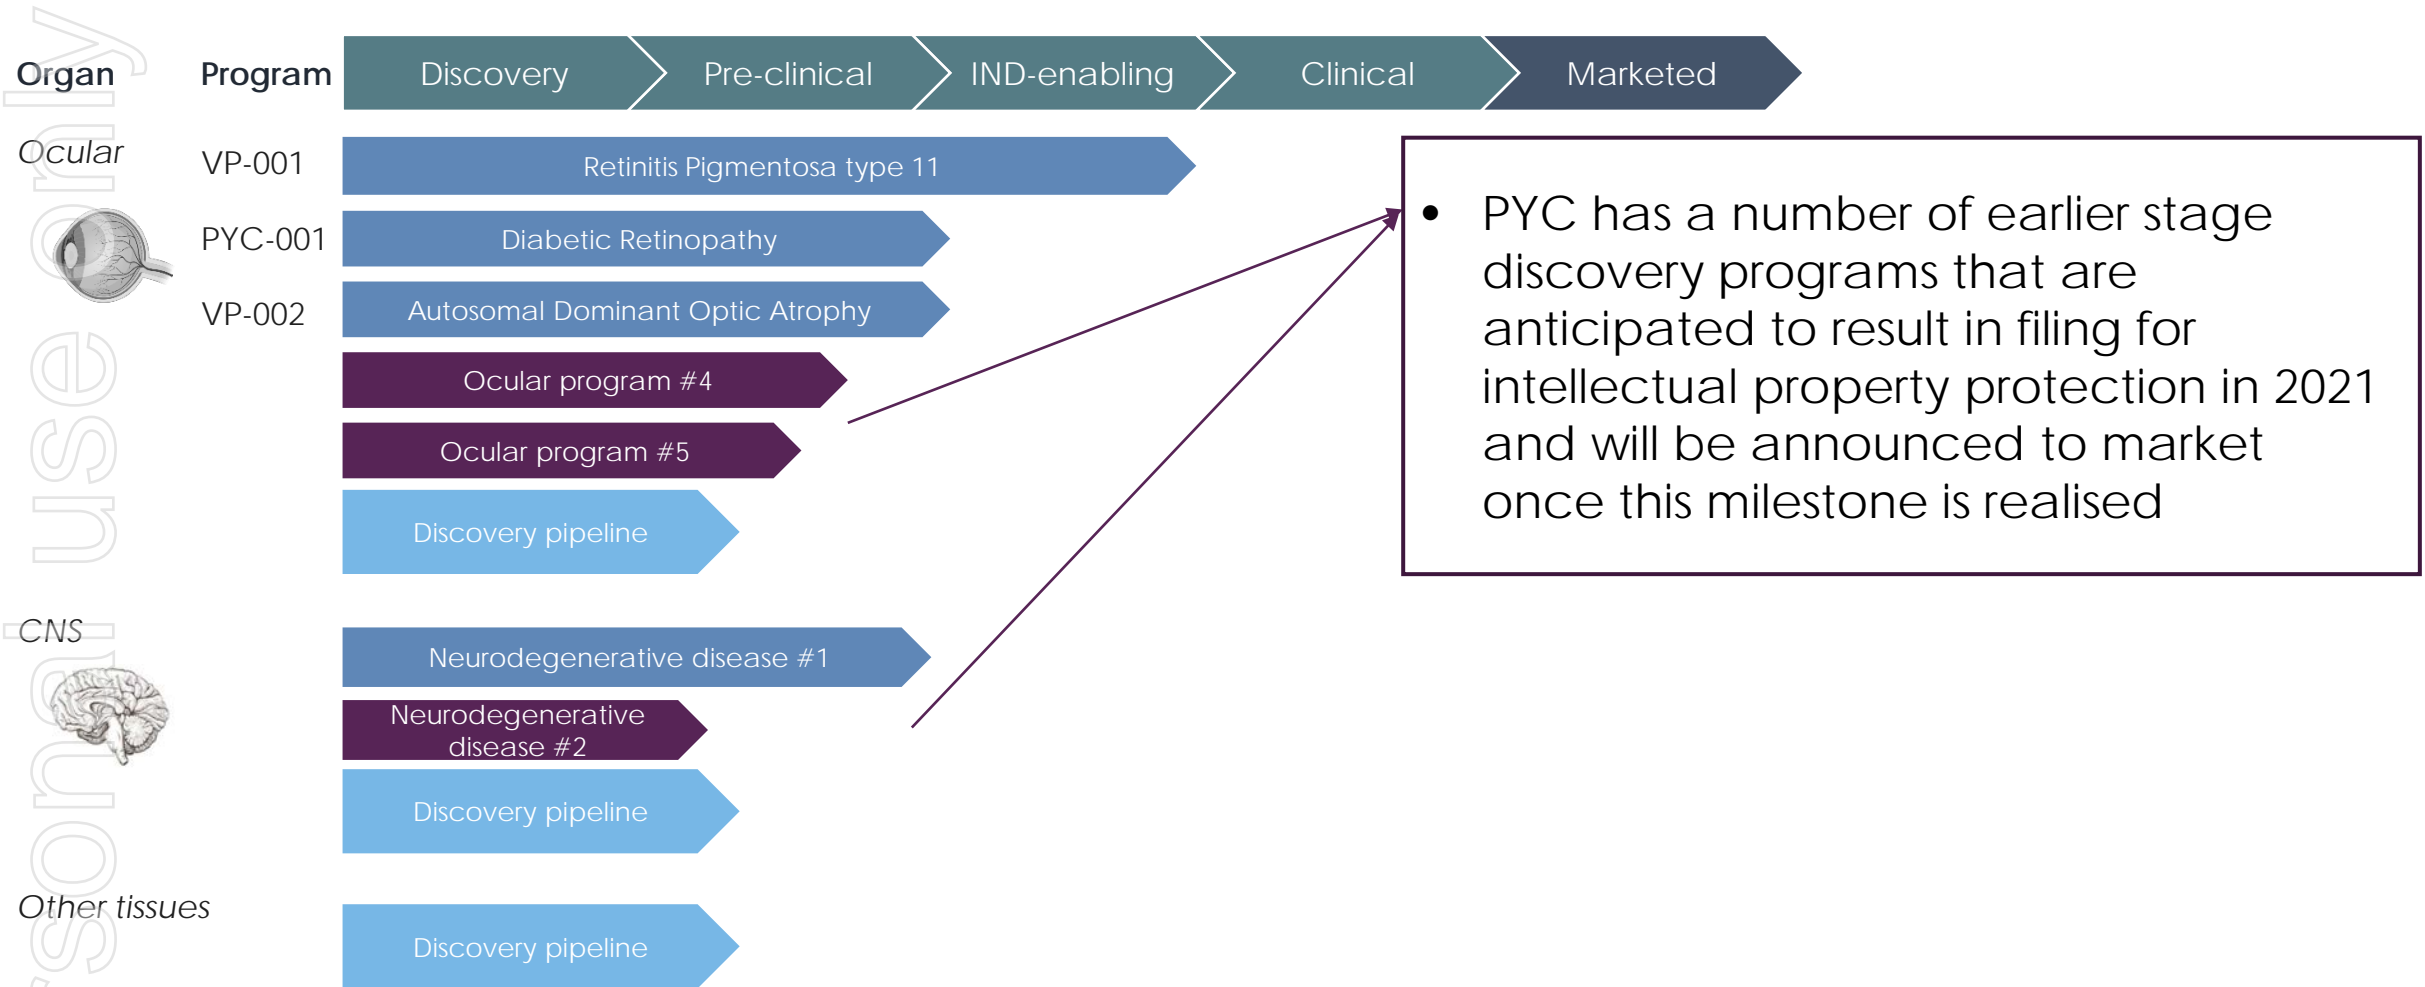 Organ Program Discovery Pre-clinical IND-enabling Clinical Marketed
Ocular
VP-001 Retinitis Pigmentosa type 11
PYC-001 Diabetic Retinopathy
VP-002 Autosomal Dominant Optic Atrophy
Ocular program #4
Ocular program #5
Discovery pipeline
• PYC has a number of earlier stage
discovery programs that are
anticipated to result in filing for
intellectual property protection in 2021
and will be announced to market
once this milestone is realised
CNS
Neurodegenerative disease #1
Neurodegenerative
disease #2
Discovery pipeline
Other tissues
Discovery pipeline
sonal use only